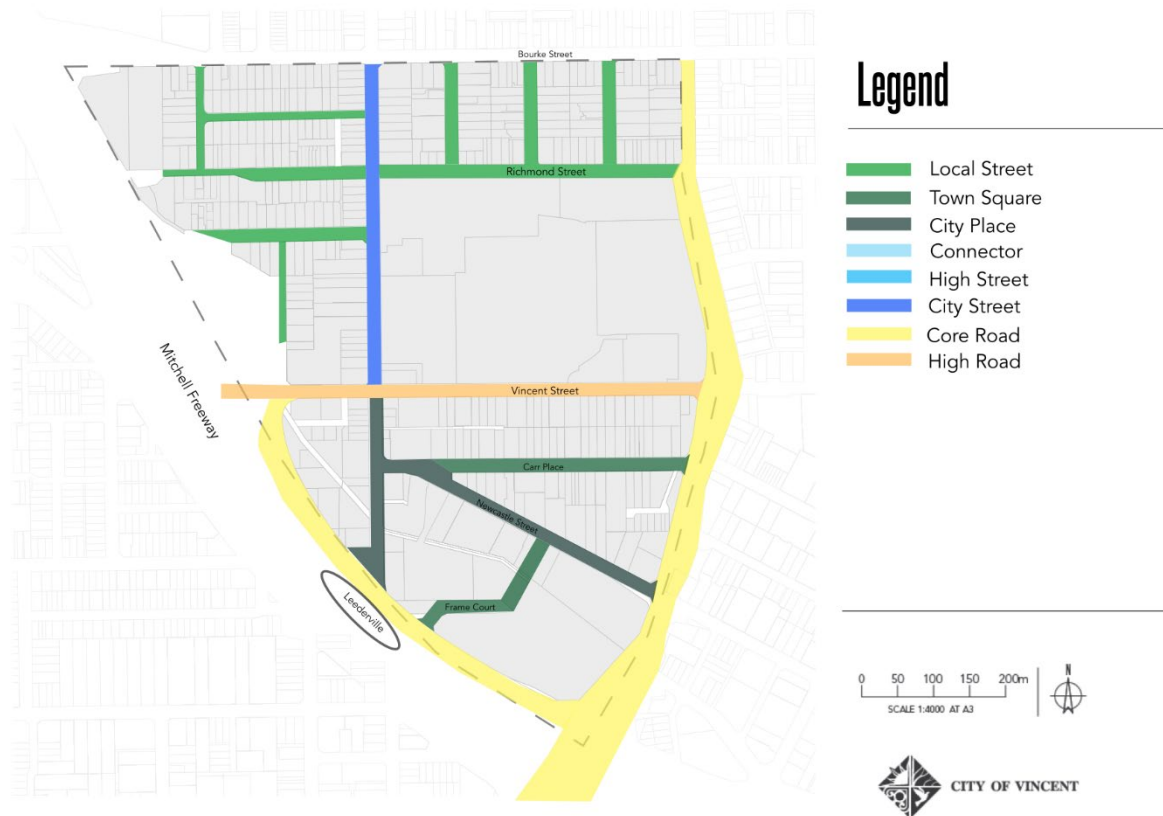 Bourke Street
Richmond Street
Mitchell Freeway
Vincent Street
Carr Place
Newcastle Street
Frame Court
Leederville
Legend
Local Street
Town Square
City Place
Connector
High Street
City Street
Core Road
High Road
0 50 100 150 200m
SCALE 1:4000 AT A3
N
CITY OF VINCENT